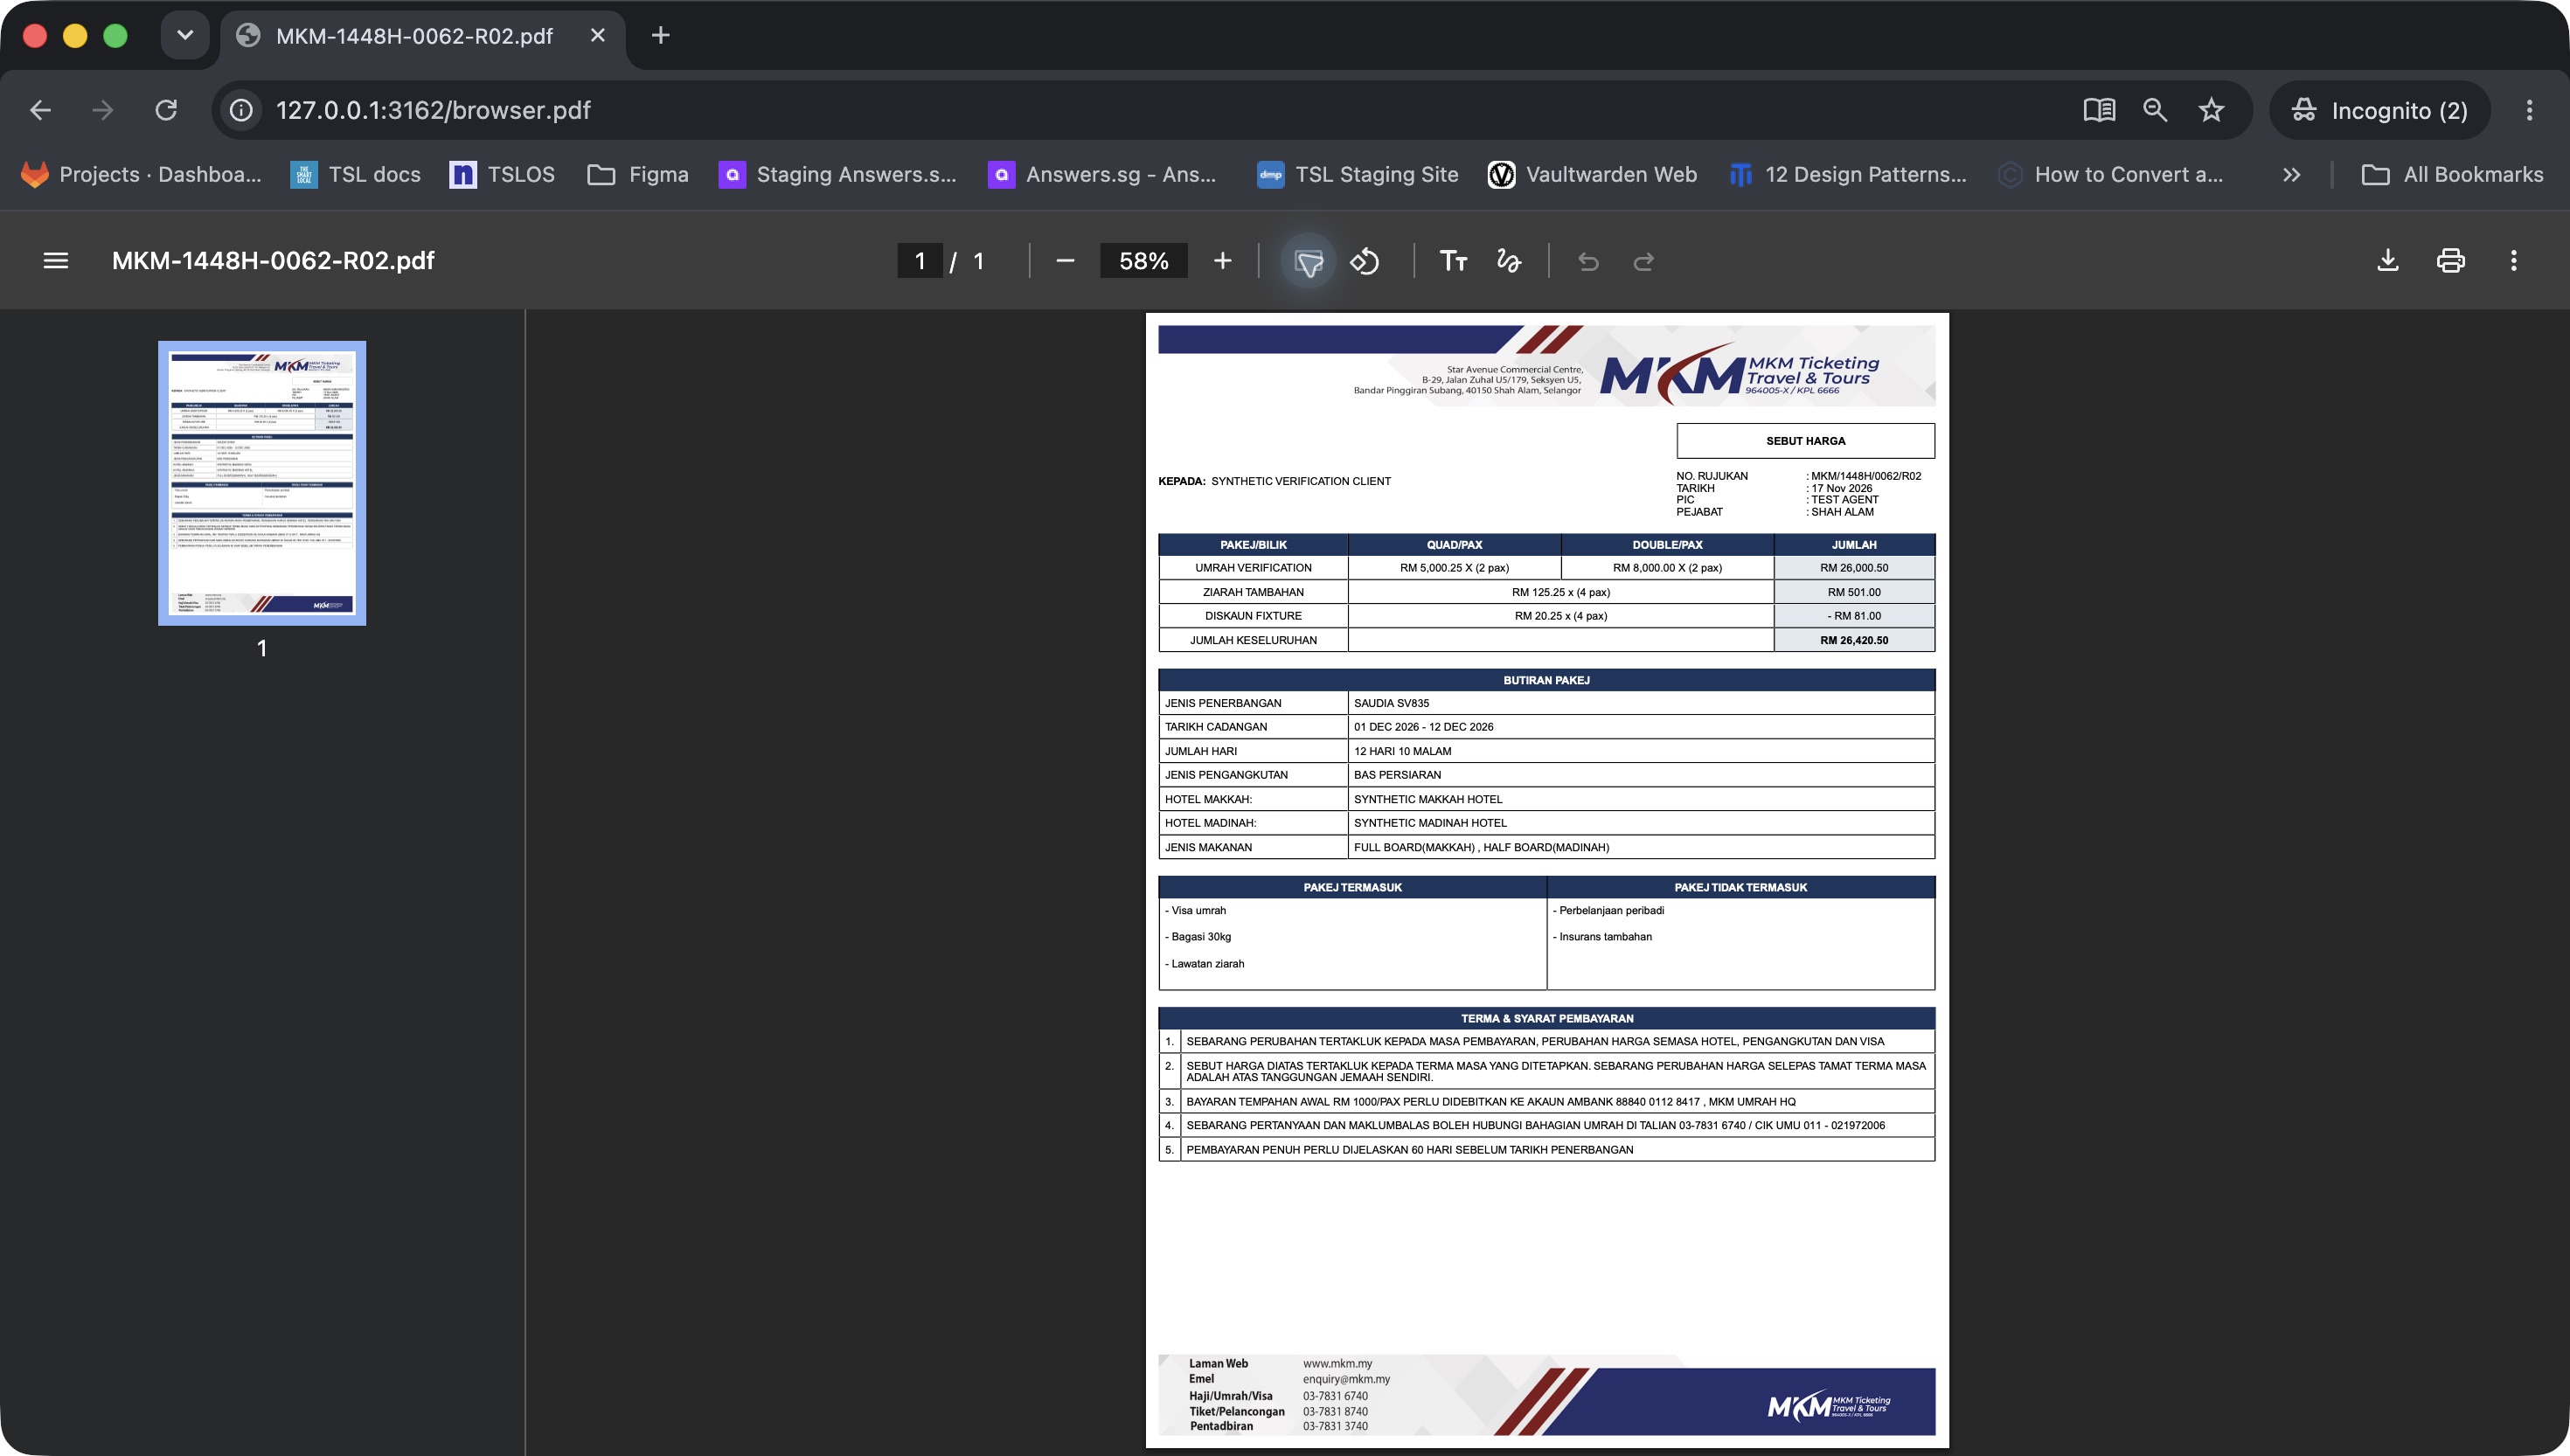 MKM-1448H-0062-R02.pdf
127.0.0.1:3162/browser.pdf
Incognito (2)
Projects · Dashboa...
TSL docs
TSLOS
Figma
Staging Answers.s...
Answers.sg - Ans...
TSL Staging Site
Vaultwarden Web
12 Design Patterns...
How to Convert a...
All Bookmarks
MKM-1448H-0062-R02.pdf
1 / 1
58%
1
Star Avenue Commercial Centre,
B-29, Jalan Zuhal U5/179, Seksyen U5,
Bandar Pinggiran Subang, 40150 Shah Alam, Selangor
MKM
MKM Ticketing
Travel & Tours
964005-X / KPL 6666
SEBUT HARGA
KEPADA: SYNTHETIC VERIFICATION CLIENT
NO. RUJUKAN : MKM/1448H/0062/R02
TARIKH : 17 Nov 2026
PIC : TEST AGENT
PEJABAT : SHAH ALAM
PAKEJ/BILIK QUAD/PAX DOUBLE/PAX JUMLAH
UMRAH VERIFICATION RM 5,000.25 X (2 pax) RM 8,000.00 X (2 pax) RM 26,000.50
ZIARAH TAMBAHAN RM 125.25 x (4 pax) RM 501.00
DISKAUN FIXTURE RM 20.25 x (4 pax) - RM 81.00
JUMLAH KESELURUHAN RM 26,420.50
BUTIRAN PAKEJ
JENIS PENERBANGAN SAUDIA SV835
TARIKH CADANGAN 01 DEC 2026 - 12 DEC 2026
JUMLAH HARI 12 HARI 10 MALAM
JENIS PENGANGKUTAN BAS PERSIARAN
HOTEL MAKKAH: SYNTHETIC MAKKAH HOTEL
HOTEL MADINAH: SYNTHETIC MADINAH HOTEL
JENIS MAKANAN FULL BOARD(MAKKAH) , HALF BOARD(MADINAH)
PAKEJ TERMASUK PAKEJ TIDAK TERMASUK
- Visa umrah - Perbelanjaan peribadi
- Bagasi 30kg - Insurans tambahan
- Lawatan ziarah
TERMA & SYARAT PEMBAYARAN
1. SEBARANG PERUBAHAN TERTAKLUK KEPADA MASA PEMBAYARAN, PERUBAHAN HARGA SEMASA HOTEL, PENGANGKUTAN DAN VISA
2. SEBUT HARGA DIATAS TERTAKLUK KEPADA TERMA MASA YANG DITETAPKAN. SEBARANG PERUBAHAN HARGA SELEPAS TAMAT TERMA MASA
ADALAH ATAS TANGGUNGAN JEMAAH SENDIRI.
3. BAYARAN TEMPAHAN AWAL RM 1000/PAX PERLU DIDEBITKAN KE AKAUN AMBANK 88840 0112 8417 , MKM UMRAH HQ
4. SEBARANG PERTANYAAN DAN MAKLUMBALAS BOLEH HUBUNGI BAHAGIAN UMRAH DI TALIAN 03-7831 6740 / CIK UMU 011 - 021972006
5. PEMBAYARAN PENUH PERLU DIJELASKAN 60 HARI SEBELUM TARIKH PENERBANGAN
Laman Web www.mkm.my
Emel enquiry@mkm.my
Haji/Umrah/Visa 03-7831 6740
Tiket/Pelancongan 03-7831 8740
Pentadbiran 03-7831 3740
MKM
MKM Ticketing
Travel & Tours